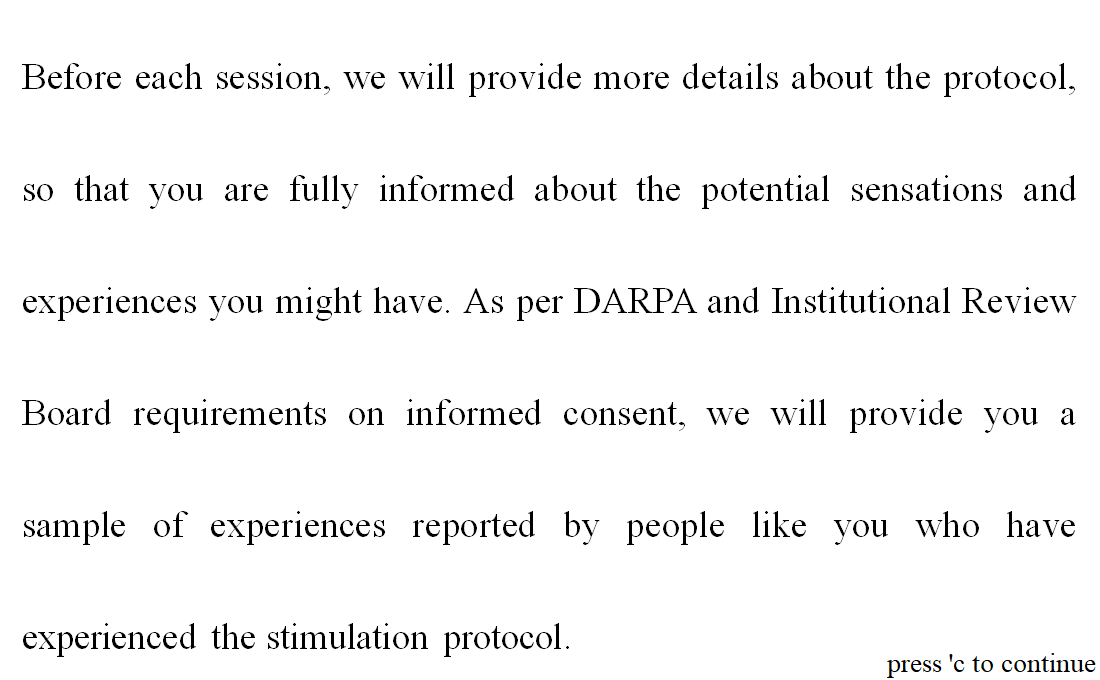 Before each session, we will provide more details about the protocol,
so that you are fully informed about the potential sensations and
experiences you might have. As per DARPA and Institutional Review
Board requirements on informed consent, we will provide you a
sample of experiences reported by people like you who have
experienced the stimulation protocol.
press 'c to continue